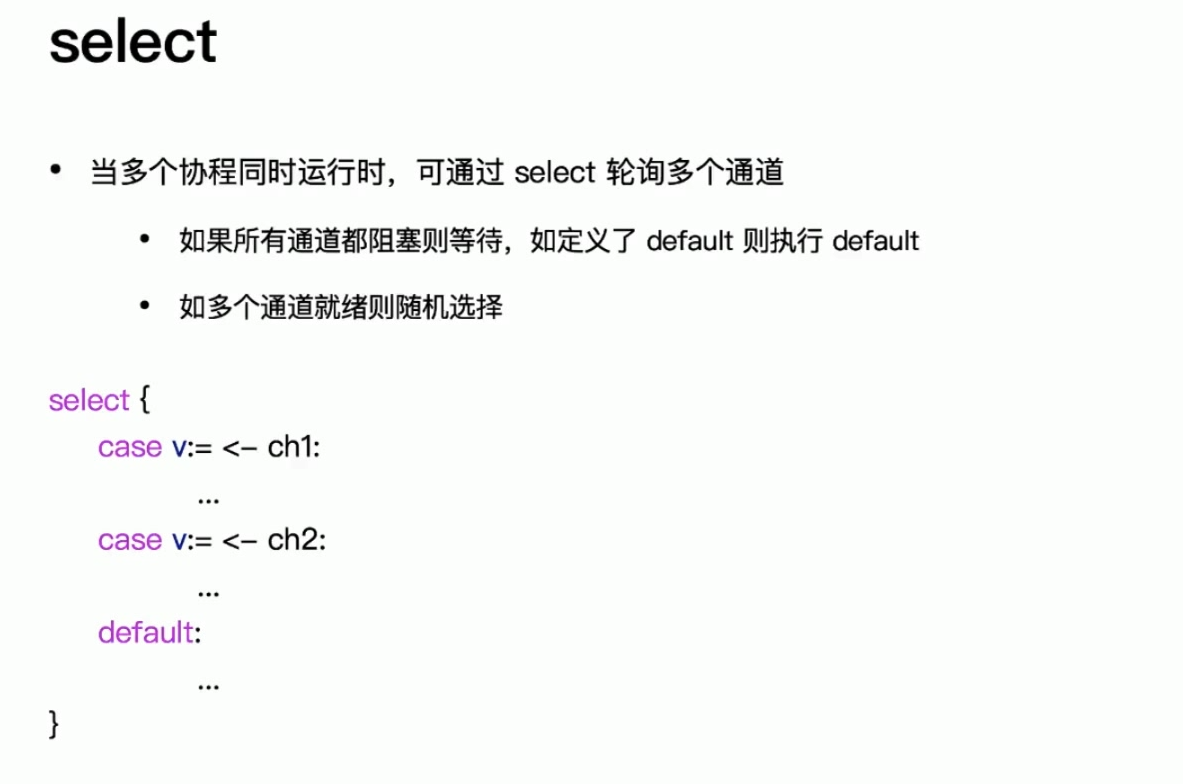 select
• 当多个协程同时运行时，可通过 select 轮询多个通道
• 如果所有通道都阻塞则等待，如定义了 default 则执行 default
• 如多个通道就绪则随机选择
select {
case v:= <- ch1:
...
case v:= <- ch2:
...
default:
...
}